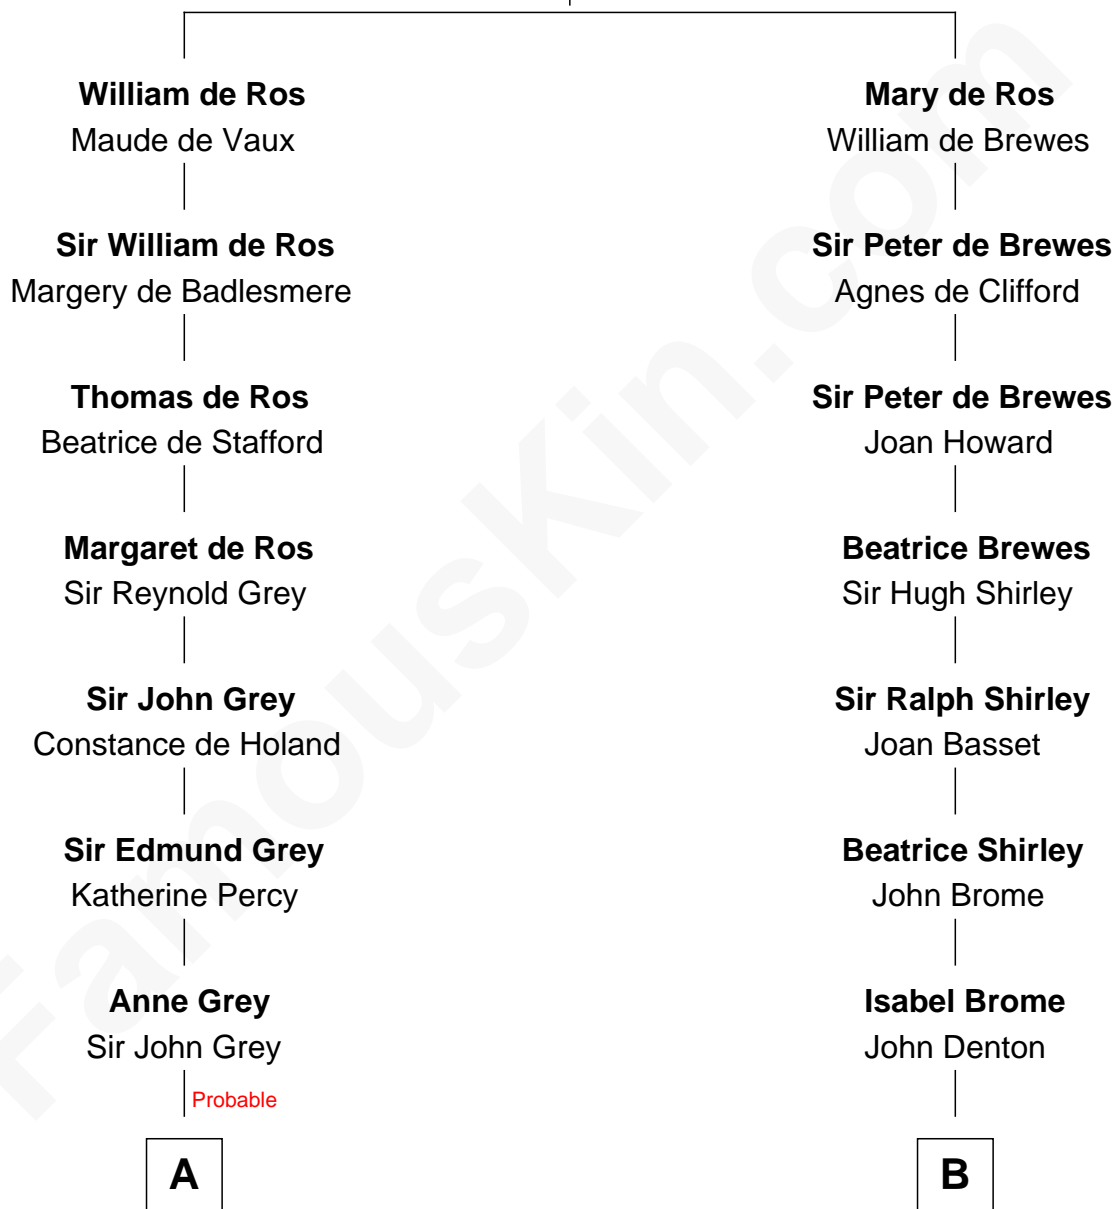 William de Ros
Maude de Vaux
Sir William de Ros
Margery de Badlesmere
Thomas de Ros
Beatrice de Stafford
Margaret de Ros
Sir Reynold Grey
Sir John Grey
Constance de Holand
Sir Edmund Grey
Katherine Percy
Anne Grey
Sir John Grey
Probable
A
Mary de Ros
William de Brewes
Sir Peter de Brewes
Agnes de Clifford
Sir Peter de Brewes
Joan Howard
Beatrice Brewes
Sir Hugh Shirley
Sir Ralph Shirley
Joan Basset
Beatrice Shirley
John Brome
Isabel Brome
John Denton
B
FamousKin.com